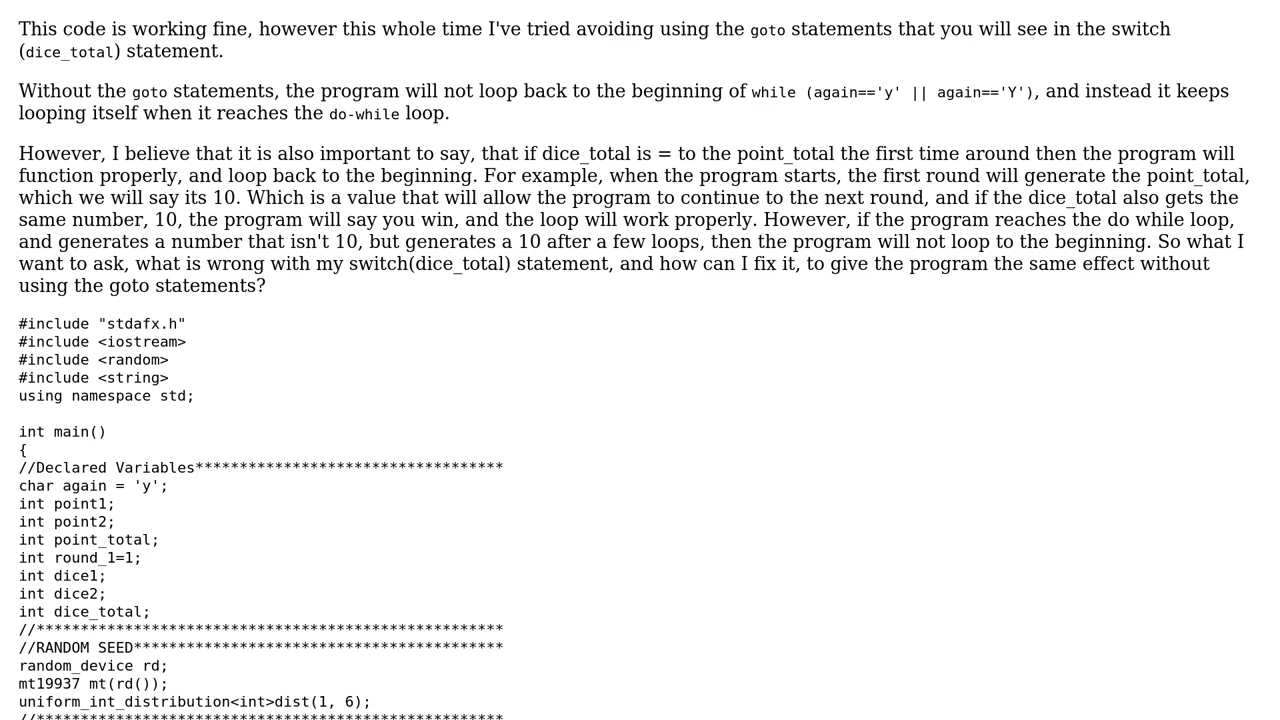 This code is working fine, however this whole time I've tried avoiding using the goto statements that you will see in the switch
(dice_total) statement.
Without the goto statements, the program will not loop back to the beginning of while (again=='y' || again=='Y'), and instead it keeps
looping itself when it reaches the do-while loop.
However, I believe that it is also important to say, that if dice_total is = to the point_total the first time around then the program will
function properly, and loop back to the beginning. For example, when the program starts, the first round will generate the point_total,
which we will say its 10. Which is a value that will allow the program to continue to the next round, and if the dice_total also gets the
same number, 10, the program will say you win, and the loop will work properly. However, if the program reaches the do while loop,
and generates a number that isn't 10, but generates a 10 after a few loops, then the program will not loop to the beginning. So what I
want to ask, what is wrong with my switch(dice_total) statement, and how can I fix it, to give the program the same effect without
using the goto statements?
#include "stdafx.h"
#include <iostream>
#include <random>
#include <string>
using namespace std;
int main()
{
//Declared Variables***********************************
char again = 'y';
int point1;
int point2;
int point_total;
int round_1=1;
int dice1;
int dice2;
int dice_total;
//*****************************************************
//RANDOM SEED******************************************
random_device rd;
mt19937 mt(rd());
uniform_int_distribution<int>dist(1, 6);
//*****************************************************